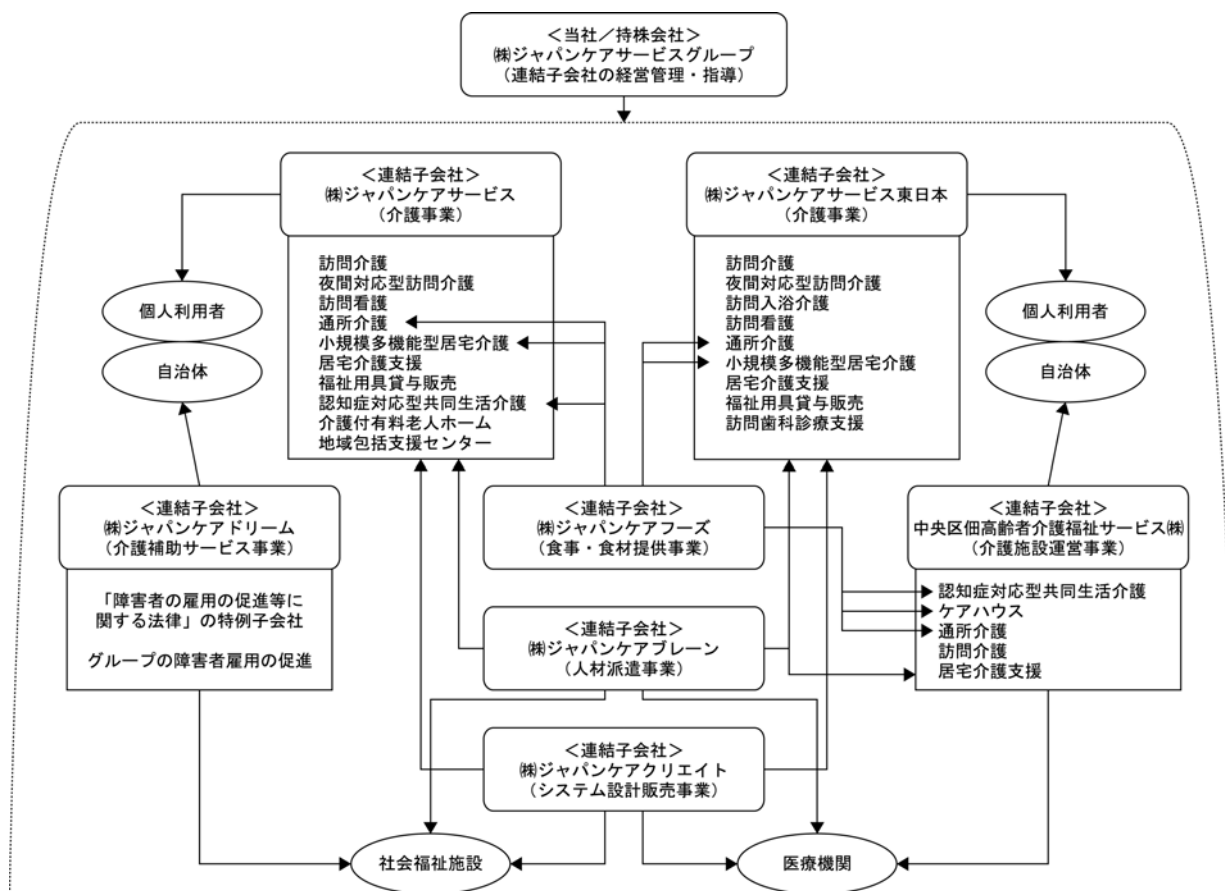 ＜当社／持株会社＞
㈱ジャパンケアサービスグループ
（連結子会社の経営管理・指導）
＜連結子会社＞
㈱ジャパンケアサービス
（介護事業）
訪問介護
夜間対応型訪問介護
訪問看護
通所介護
小規模多機能型居宅介護
居宅介護支援
福祉用具貸与販売
認知症対応型共同生活介護
介護付有料老人ホーム
地域包括支援センター
＜連結子会社＞
㈱ジャパンケアサービス東日本
（介護事業）
訪問介護
夜間対応型訪問介護
訪問入浴介護
訪問看護
通所介護
小規模多機能型居宅介護
居宅介護支援
福祉用具貸与販売
訪問歯科診療支援
個人利用者
自治体
個人利用者
自治体
＜連結子会社＞
㈱ジャパンケアドリーム
（介護補助サービス事業）
「障害者の雇用の促進等に
関する法律」の特例子会社
グループの障害者雇用の促進
＜連結子会社＞
㈱ジャパンケアフーズ
（食事・食材提供事業）
＜連結子会社＞
中央区佃高齢者介護福祉サービス㈱
（介護施設運営事業）
認知症対応型共同生活介護
ケアハウス
通所介護
訪問介護
居宅介護支援
＜連結子会社＞
㈱ジャパンケアブレーン
（人材派遣事業）
＜連結子会社＞
㈱ジャパンケアクリエイト
（システム設計販売事業）
社会福祉施設
医療機関